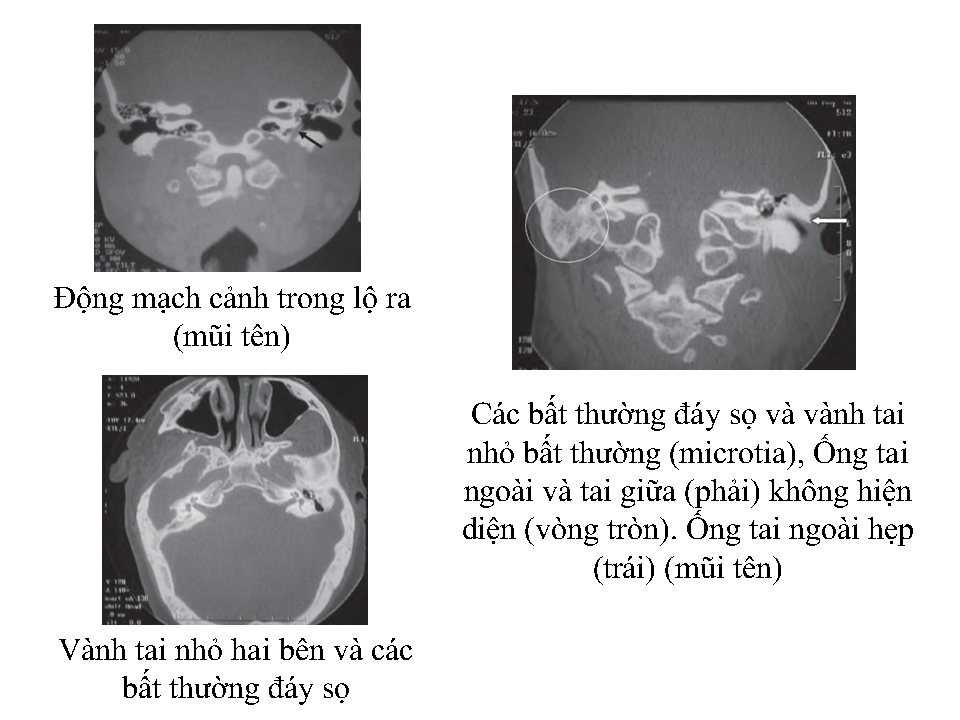 512
Động mạch cảnh trong lộ ra
(mũi tên)
Vành tai nhỏ hai bên và các
bất thường đáy sọ
512
Các bất thường đáy sọ và vành tai
nhỏ bất thường (microtia), Ống tai
ngoài và tai giữa (phải) không hiện
diện (vòng tròn). Ống tai ngoài hẹp
(trái) (mũi tên)